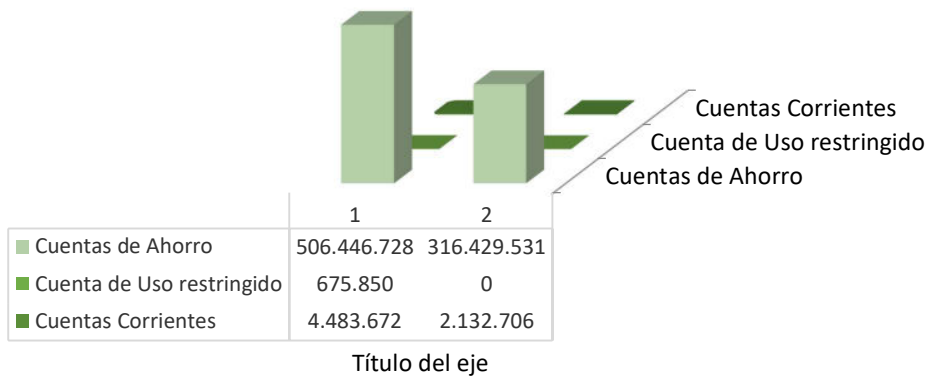 Cuentas Corrientes
Cuenta de Uso restringido
Cuentas de Ahorro
1 2
Cuentas de Ahorro 506.446.728 316.429.531
Cuenta de Uso restringido 675.850 0
Cuentas Corrientes 4.483.672 2.132.706
Título del eje